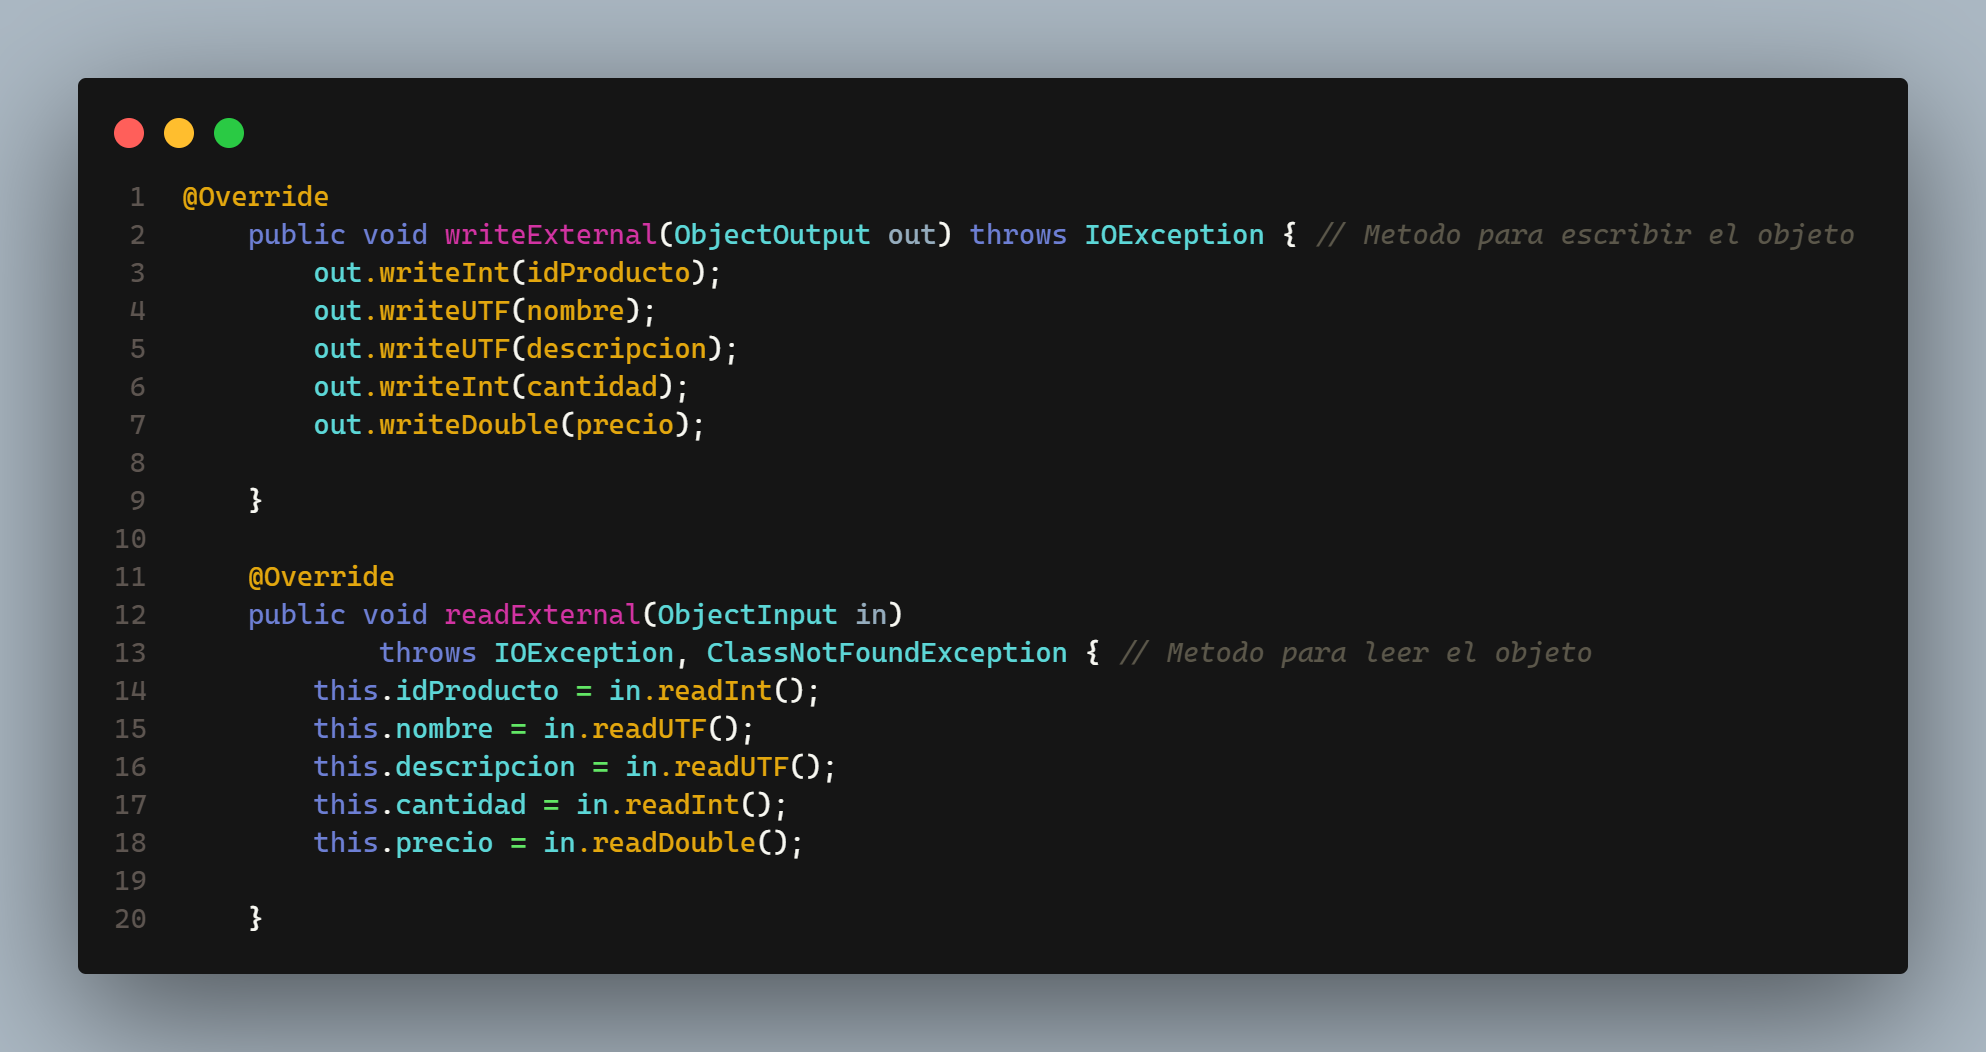 1 @Override
2     public void writeExternal(ObjectOutput out) throws IOException { // Metodo para escribir el objeto
3         out.writeInt(idProducto);
4         out.writeUTF(nombre);
5         out.writeUTF(descripcion);
6         out.writeInt(cantidad);
7         out.writeDouble(precio);
8
9     }
10
11     @Override
12     public void readExternal(ObjectInput in)
13             throws IOException, ClassNotFoundException { // Metodo para leer el objeto
14         this.idProducto = in.readInt();
15         this.nombre = in.readUTF();
16         this.descripcion = in.readUTF();
17         this.cantidad = in.readInt();
18         this.precio = in.readDouble();
19
20     }